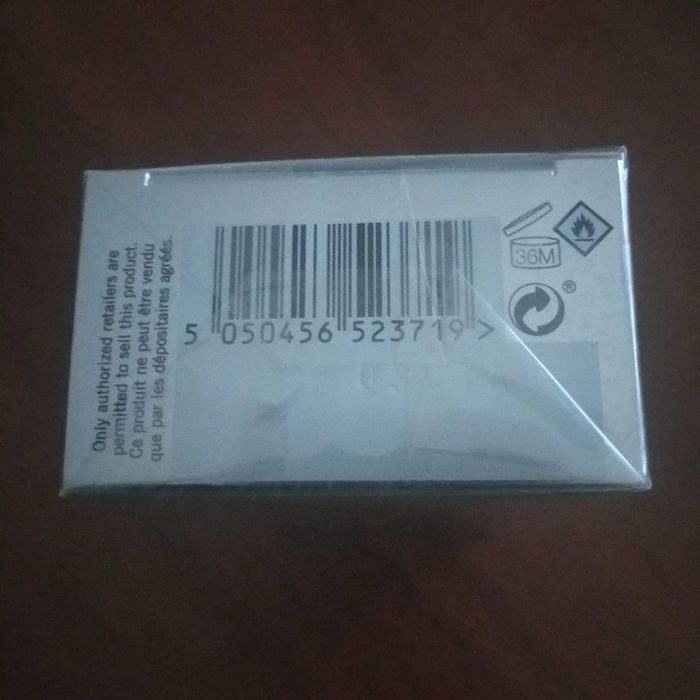 Only authorized retailers are
permitted to sell this product.
Ce produit ne peut être vendu
que par les dépositaires agréés.
5 050456 523719 >
36M
®